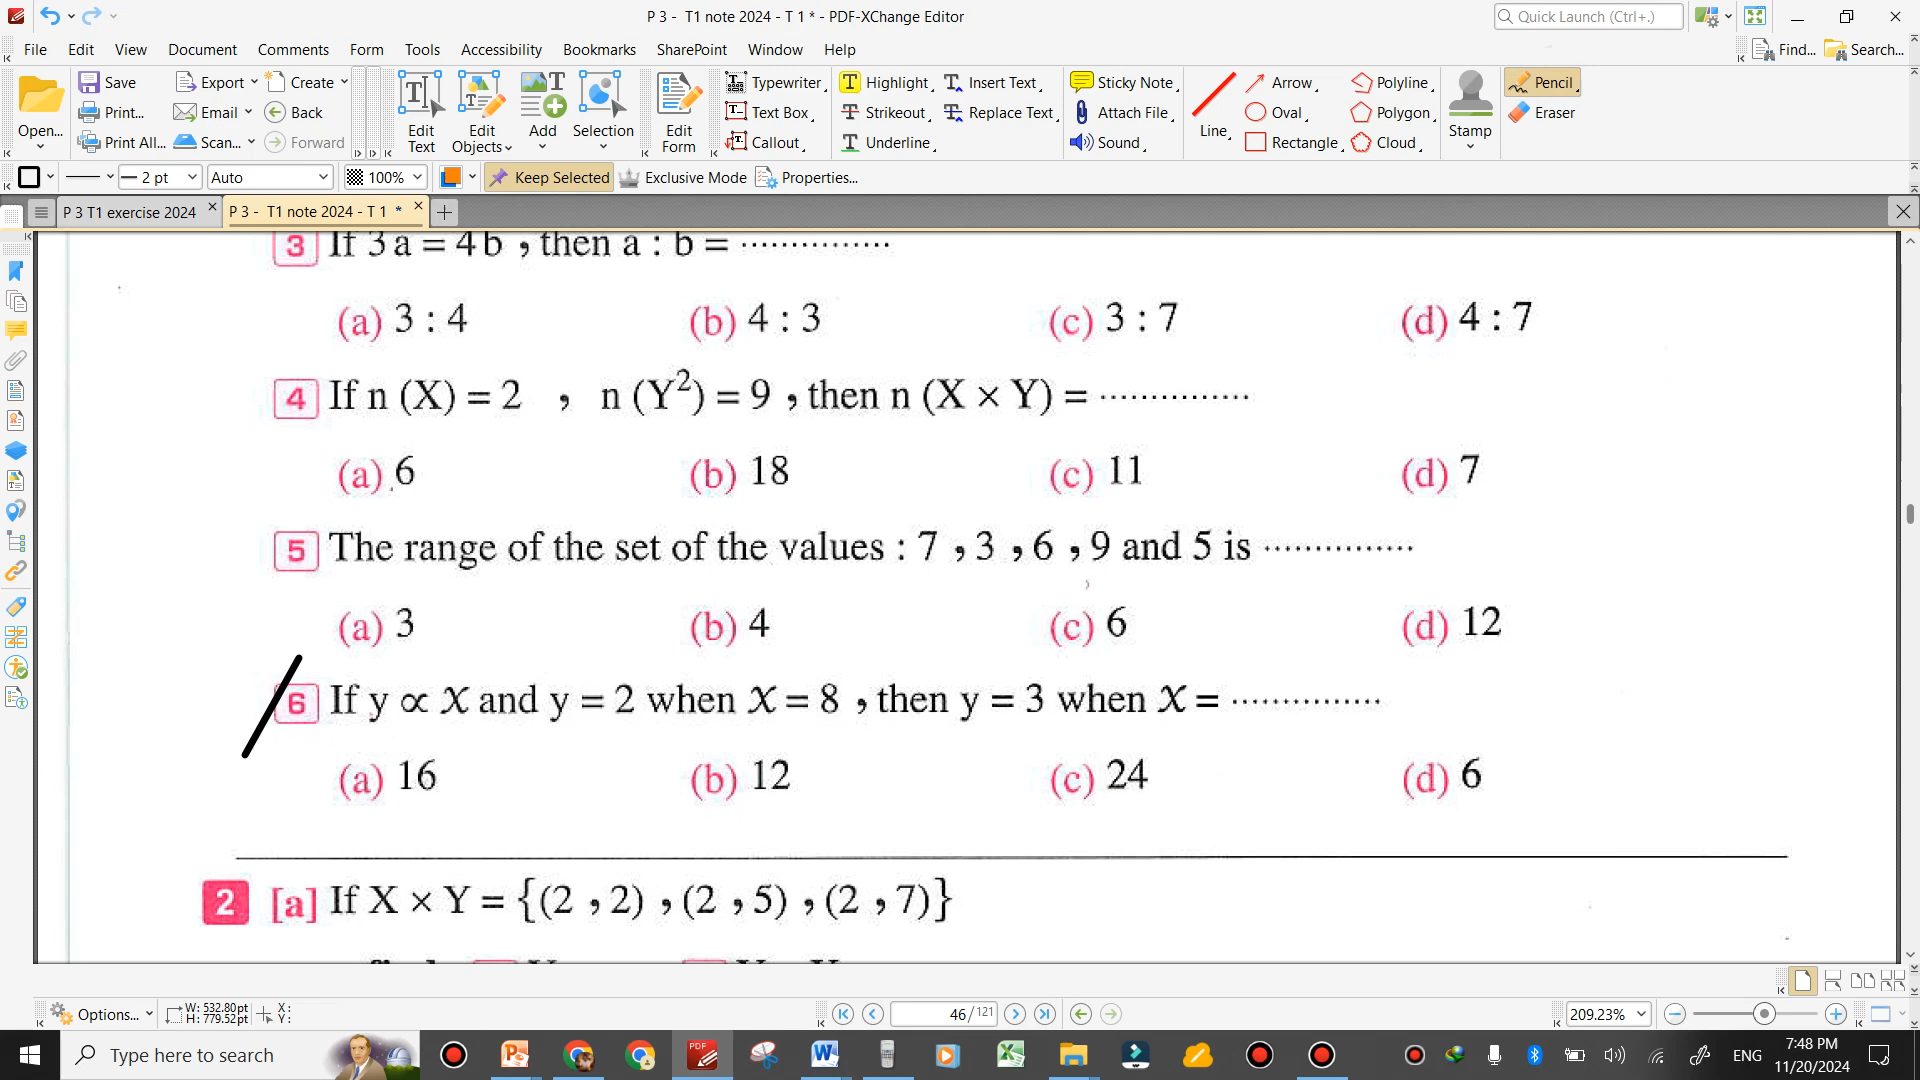 P 3 - T1 note 2024 - T 1 * - PDF-XChange Editor
Quick Launch (Ctrl+.)
File Edit View Document Comments Form Tools Accessibility Bookmarks SharePoint Window Help
Find... Search...
Open... Save Export Create
Print... Email Back
Print All... Scan... Forward
Edit Text Edit Objects Add Selection Edit Form
Typewriter Highlight Insert Text Sticky Note Arrow Polyline Pencil
Text Box Strikeout Replace Text Attach File Line Oval Polygon Stamp Eraser
Callout Underline Sound Rectangle Cloud
2 pt Auto 100% Keep Selected Exclusive Mode Properties...
P 3 T1 exercise 2024 P 3 - T1 note 2024 - T 1 *
3 If 3 a = 4 b , then a : b = ...............
(a) 3 : 4 (b) 4 : 3 (c) 3 : 7 (d) 4 : 7
4 If n (X) = 2 , n (Y²) = 9 , then n (X × Y) = ...............
(a) 6 (b) 18 (c) 11 (d) 7
5 The range of the set of the values : 7 , 3 , 6 , 9 and 5 is ...............
(a) 3 (b) 4 (c) 6 (d) 12
6 If y ∝ X and y = 2 when X = 8 , then y = 3 when X = ...............
(a) 16 (b) 12 (c) 24 (d) 6
2 [a] If X × Y = {(2 , 2) , (2 , 5) , (2 , 7)}
Options... W: 532.80pt H: 779.52pt X: Y: 46 / 121 209.23%
Type here to search
ENG 7:48 PM
11/20/2024